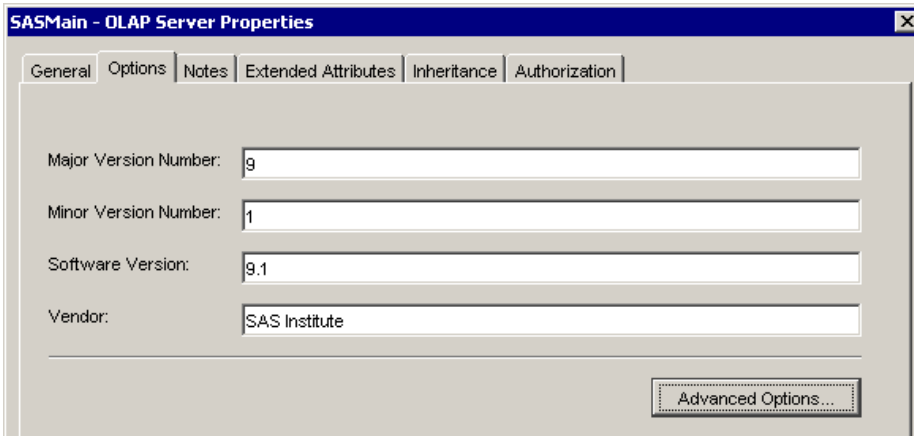 SASMain - OLAP Server Properties
General Options Notes Extended Attributes Inheritance Authorization
Major Version Number: 9
Minor Version Number: 1
Software Version: 9.1
Vendor: SAS Institute
Advanced Options...